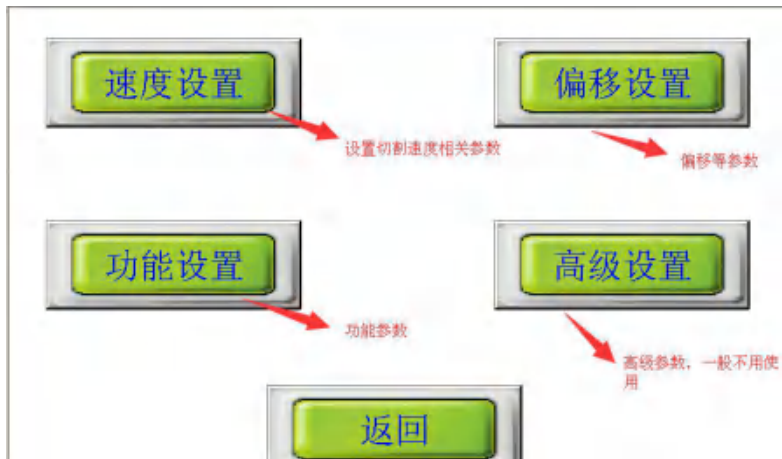 速度设置
偏移设置
设置切割速度相关参数
偏移等参数
功能设置
高级设置
功能参数
高级参数，一般不用使
用
返回